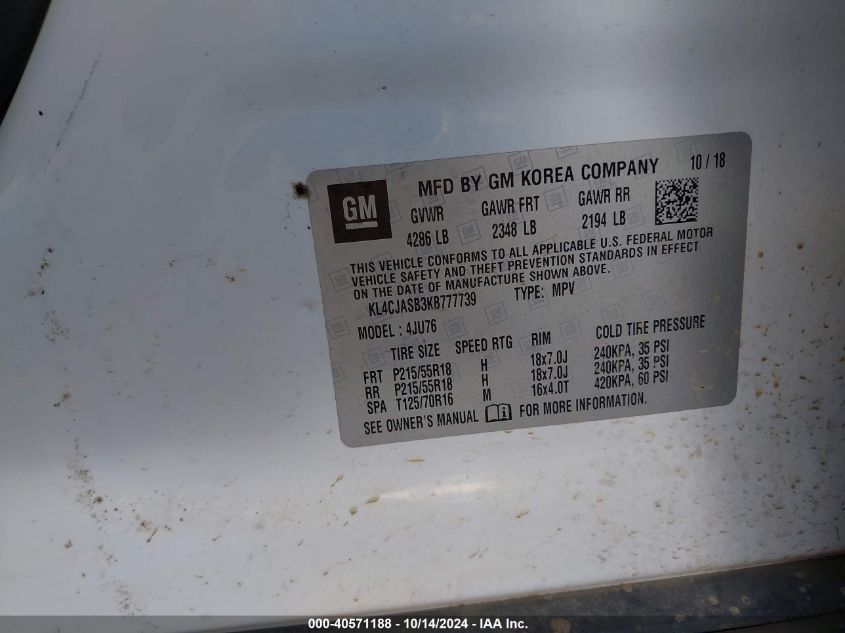 GM
MFD BY GM KOREA COMPANY 10 / 18
GVWR GAWR FRT GAWR RR
4286 LB 2348 LB 2194 LB
THIS VEHICLE CONFORMS TO ALL APPLICABLE U.S. FEDERAL MOTOR
VEHICLE SAFETY AND THEFT PREVENTION STANDARDS IN EFFECT
ON THE DATE OF MANUFACTURE SHOWN ABOVE.
KL4CJASB3KB777739 TYPE: MPV
MODEL : 4JU76
TIRE SIZE SPEED RTG RIM COLD TIRE PRESSURE
FRT P215/55R18 H 18x7.0J 240KPA, 35 PSI
RR P215/55R18 H 18x7.0J 240KPA, 35 PSI
SPA T125/70R16 M 16x4.0T 420KPA, 60 PSI
SEE OWNER'S MANUAL FOR MORE INFORMATION.
000-40571188 - 10/14/2024 - IAA Inc.